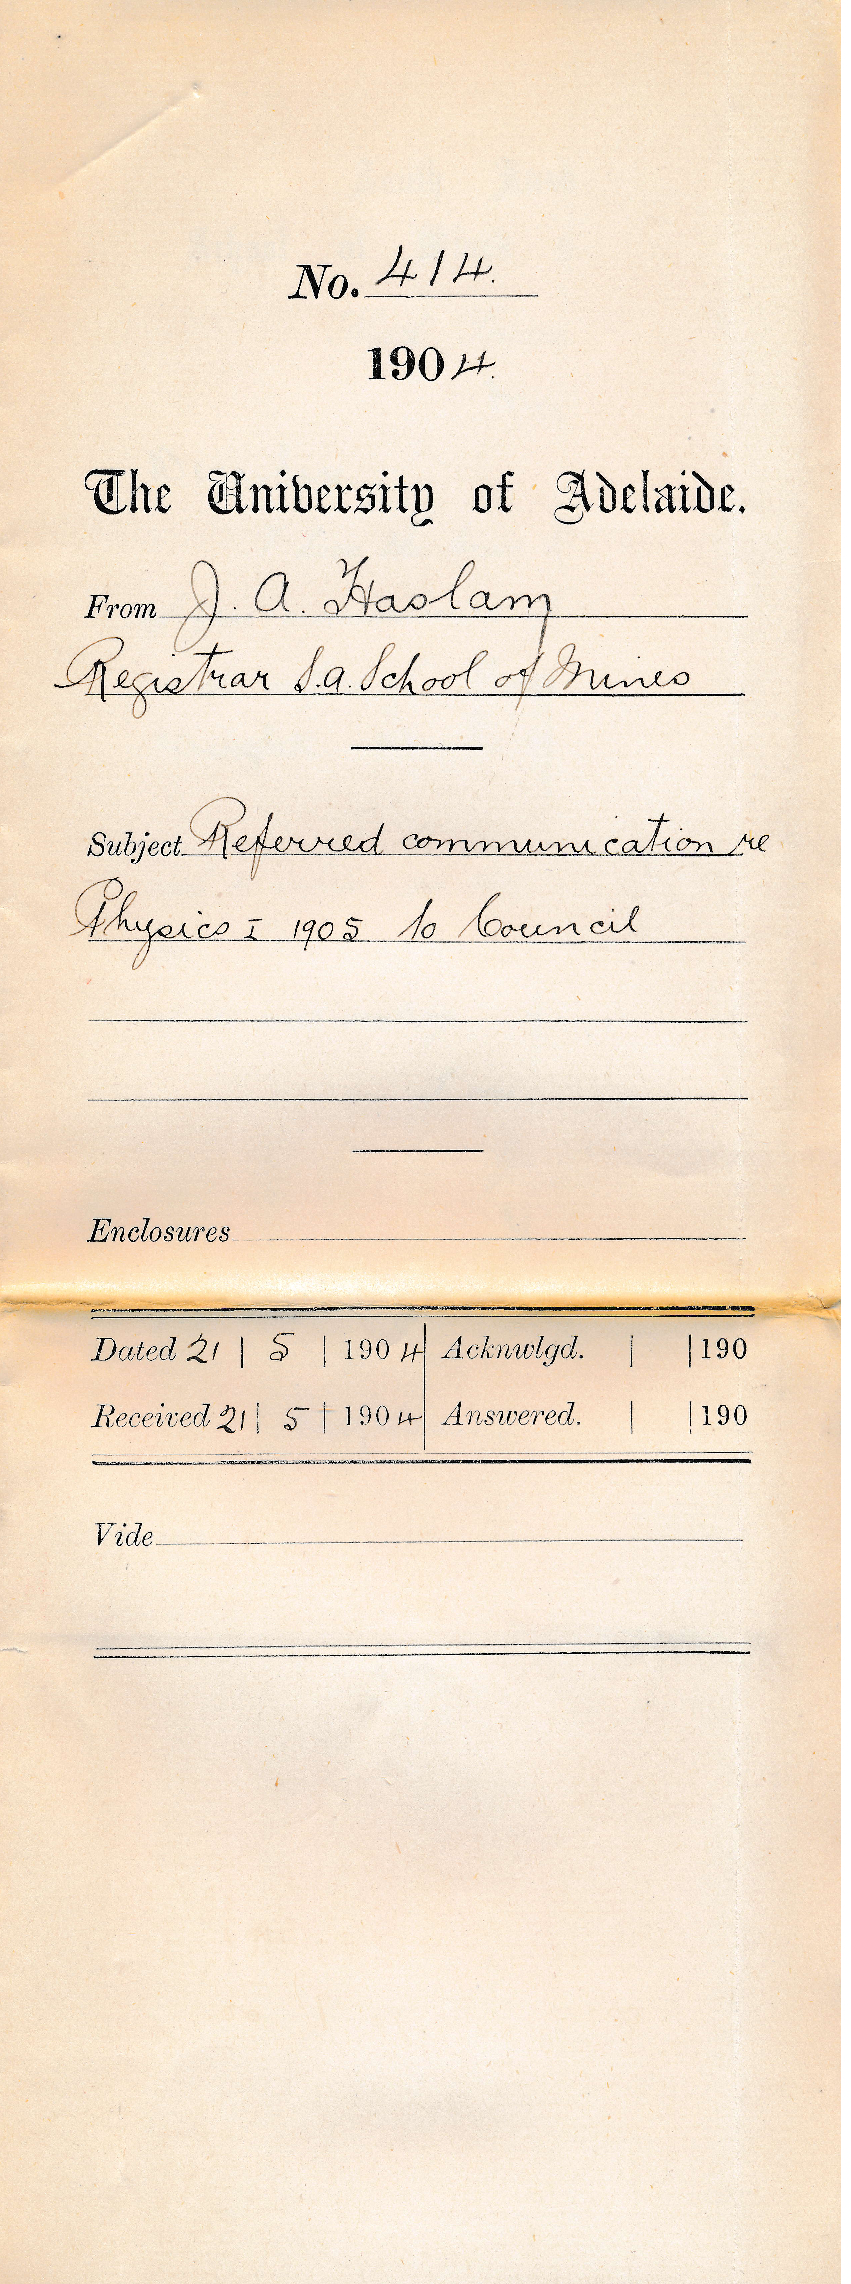 No. 414.
1904.
The University of Adelaide.
From J. A. Haslam
Registrar S.A. School of Mines
Subject Referred communication re
Physics I 1905 to Council
Enclosures
Dated 21 | 5 | 1904 Acknwlgd. | | 190
Received 21 | 5 | 1904 Answered. | | 190
Vide